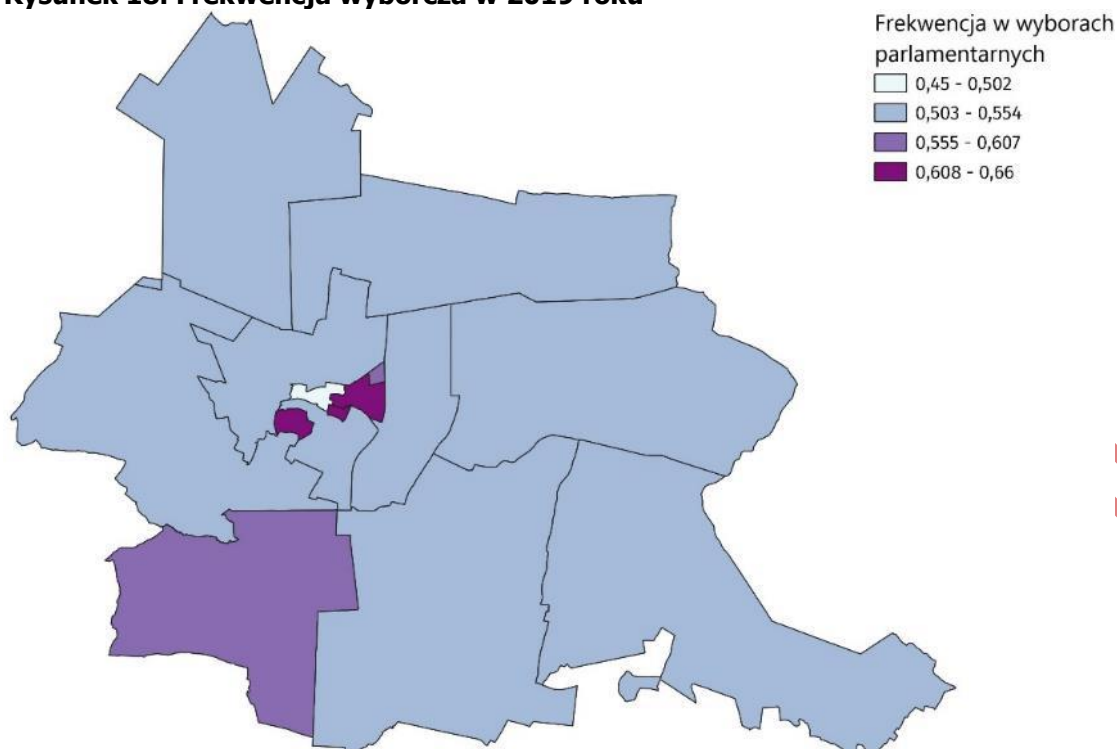 Rysunek 18. Frekwencja wyborcza w 2019 roku
Frekwencja w wyborach
parlamentarnych
0,45 - 0,502
0,503 - 0,554
0,555 - 0,607
0,608 - 0,66